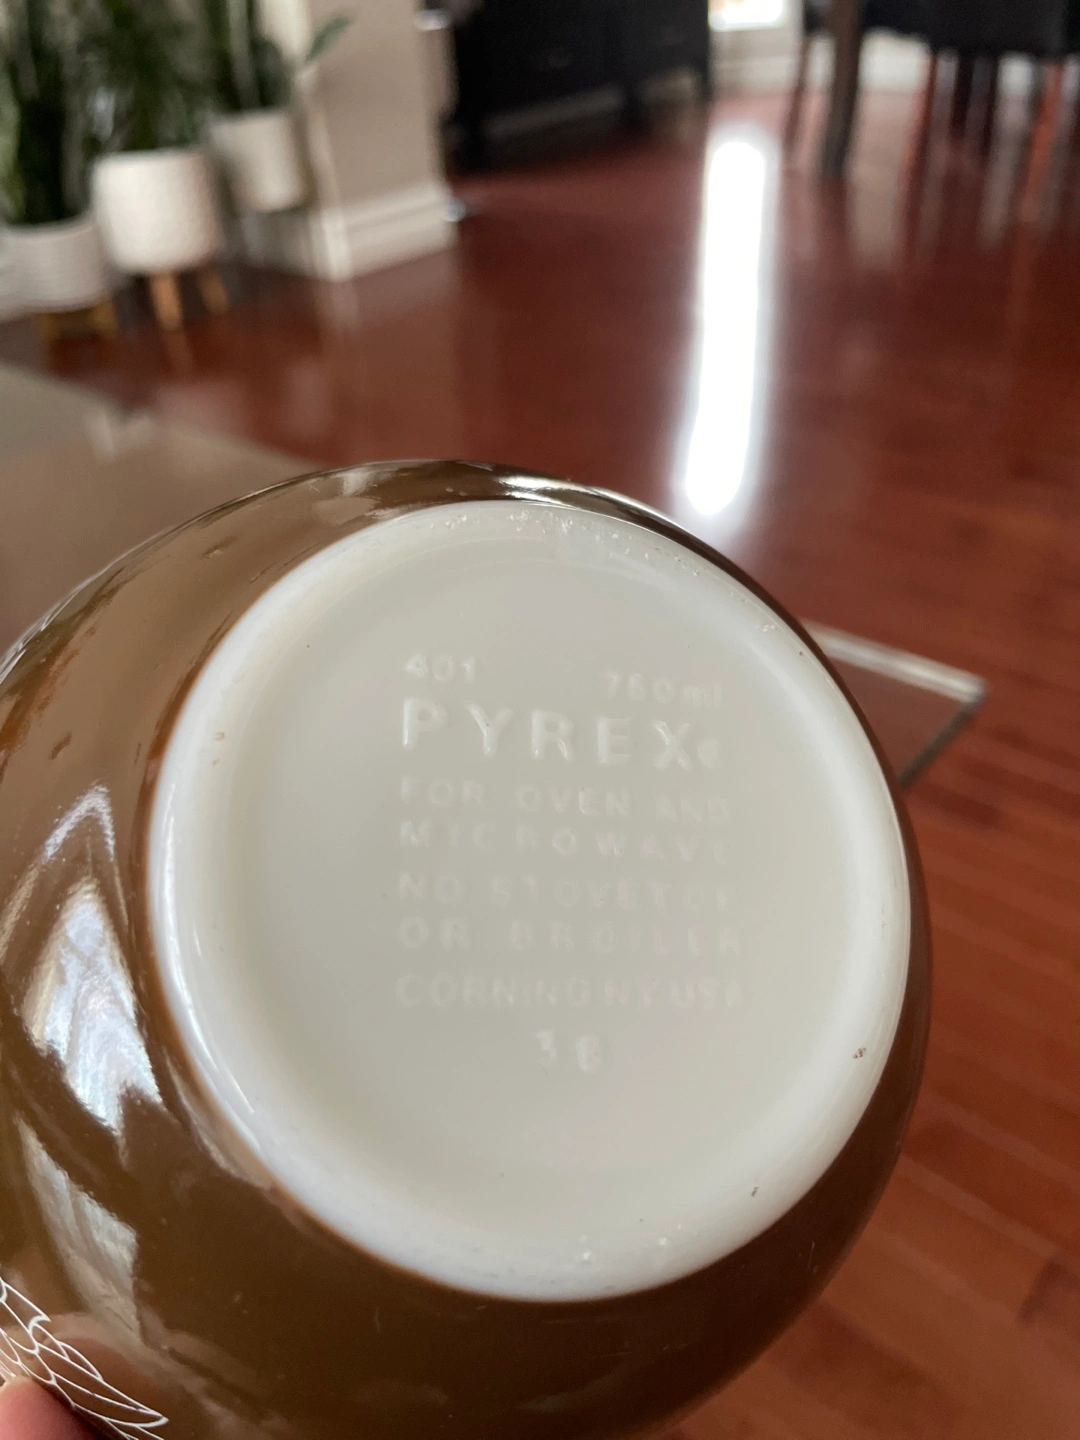 401 750ml
PYREX®
FOR OVEN AND
MICROWAVE
NO STOVETOP
OR BROILER
CORNING NY. USA